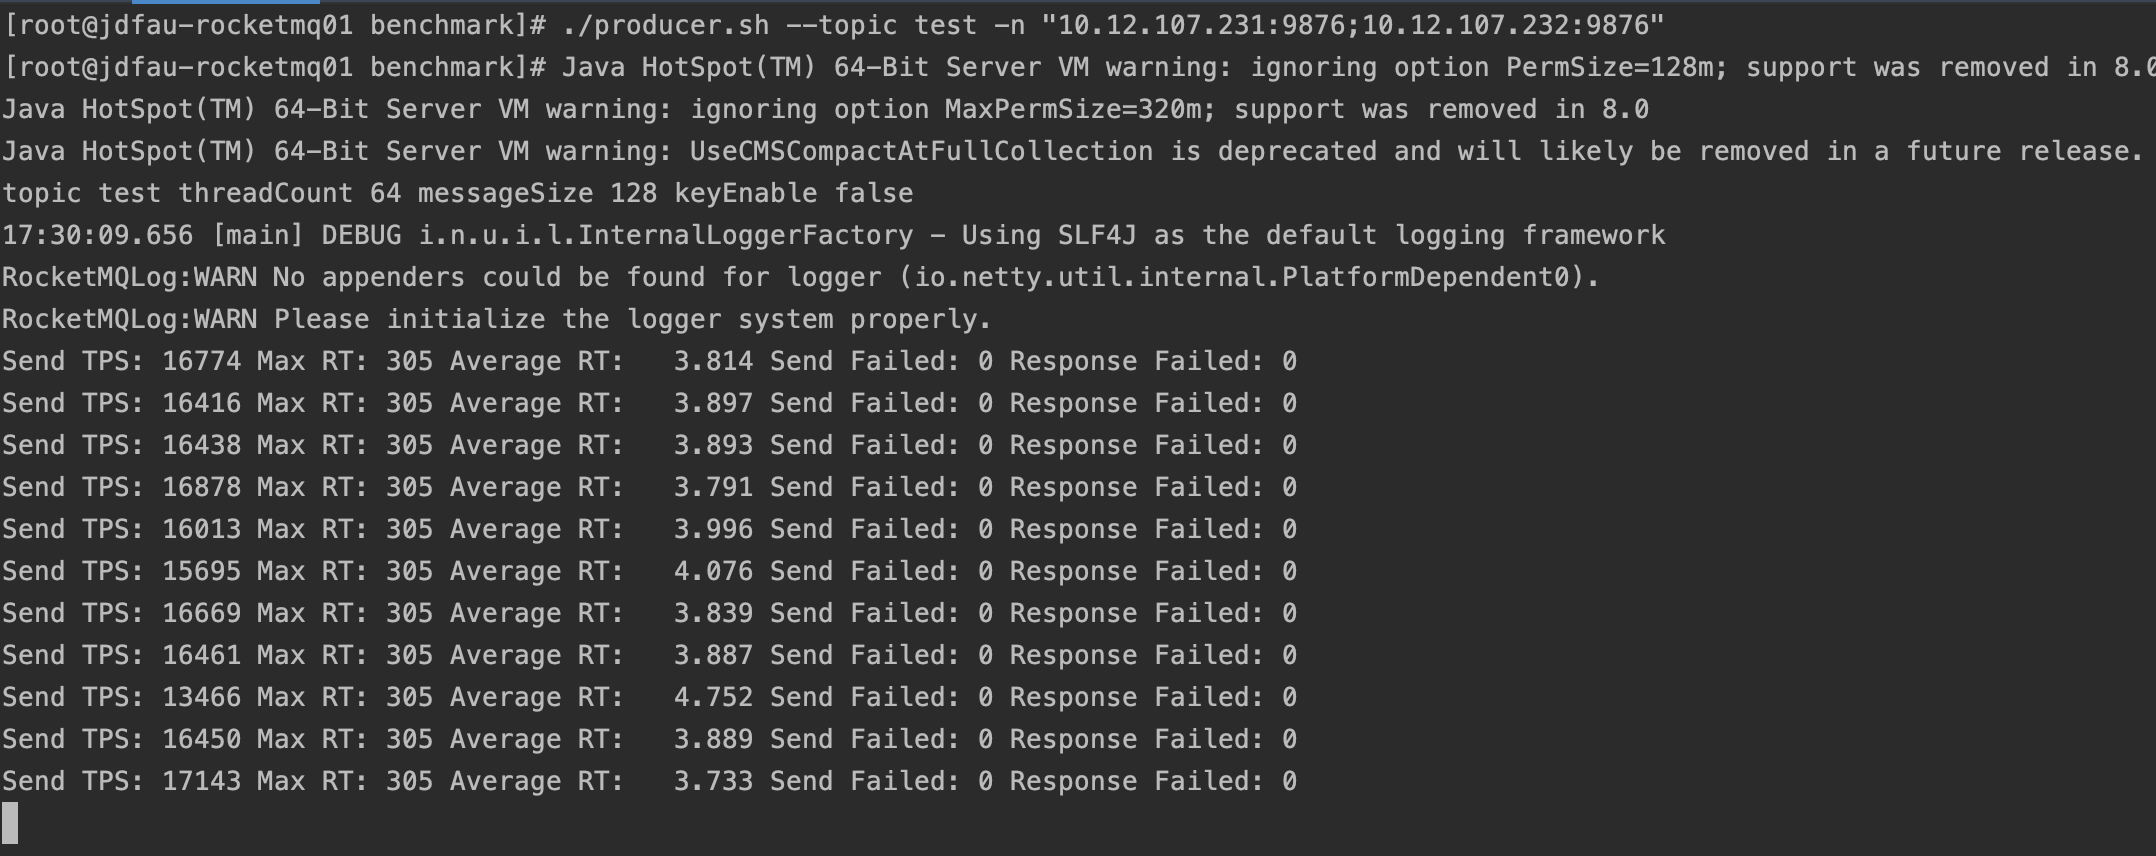 [root@jdfau-rocketmq01 benchmark]# ./producer.sh --topic test -n "10.12.107.231:9876;10.12.107.232:9876"
[root@jdfau-rocketmq01 benchmark]# Java HotSpot(TM) 64-Bit Server VM warning: ignoring option PermSize=128m; support was removed in 8.0
Java HotSpot(TM) 64-Bit Server VM warning: ignoring option MaxPermSize=320m; support was removed in 8.0
Java HotSpot(TM) 64-Bit Server VM warning: UseCMSCompactAtFullCollection is deprecated and will likely be removed in a future release.
topic test threadCount 64 messageSize 128 keyEnable false
17:30:09.656 [main] DEBUG i.n.u.i.l.InternalLoggerFactory - Using SLF4J as the default logging framework
RocketMQLog:WARN No appenders could be found for logger (io.netty.util.internal.PlatformDependent0).
RocketMQLog:WARN Please initialize the logger system properly.
Send TPS: 16774 Max RT: 305 Average RT:   3.814 Send Failed: 0 Response Failed: 0
Send TPS: 16416 Max RT: 305 Average RT:   3.897 Send Failed: 0 Response Failed: 0
Send TPS: 16438 Max RT: 305 Average RT:   3.893 Send Failed: 0 Response Failed: 0
Send TPS: 16878 Max RT: 305 Average RT:   3.791 Send Failed: 0 Response Failed: 0
Send TPS: 16013 Max RT: 305 Average RT:   3.996 Send Failed: 0 Response Failed: 0
Send TPS: 15695 Max RT: 305 Average RT:   4.076 Send Failed: 0 Response Failed: 0
Send TPS: 16669 Max RT: 305 Average RT:   3.839 Send Failed: 0 Response Failed: 0
Send TPS: 16461 Max RT: 305 Average RT:   3.887 Send Failed: 0 Response Failed: 0
Send TPS: 13466 Max RT: 305 Average RT:   4.752 Send Failed: 0 Response Failed: 0
Send TPS: 16450 Max RT: 305 Average RT:   3.889 Send Failed: 0 Response Failed: 0
Send TPS: 17143 Max RT: 305 Average RT:   3.733 Send Failed: 0 Response Failed: 0